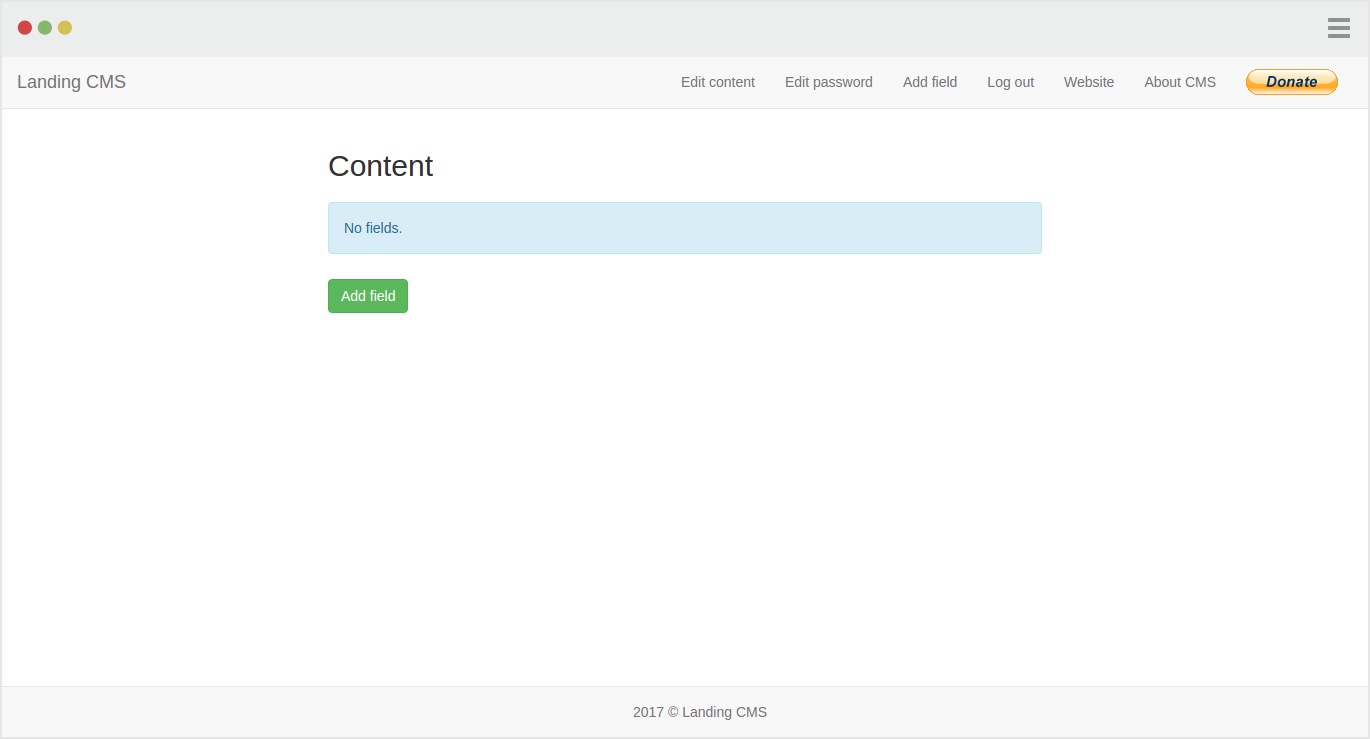 Landing CMS Edit content Edit password Add field Log out Website About CMS Donate
Content
No fields.
Add field
2017 © Landing CMS